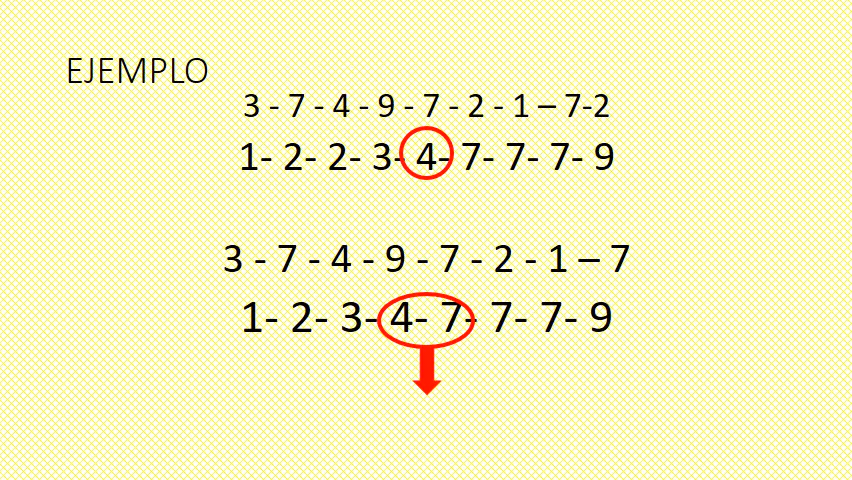 EJEMPLO
3 - 7 - 4 - 9 - 7 - 2 - 1 – 7-2
1- 2- 2- 3- 4- 7- 7- 7- 9
3 - 7 - 4 - 9 - 7 - 2 - 1 – 7
1- 2- 3- 4- 7- 7- 7- 9